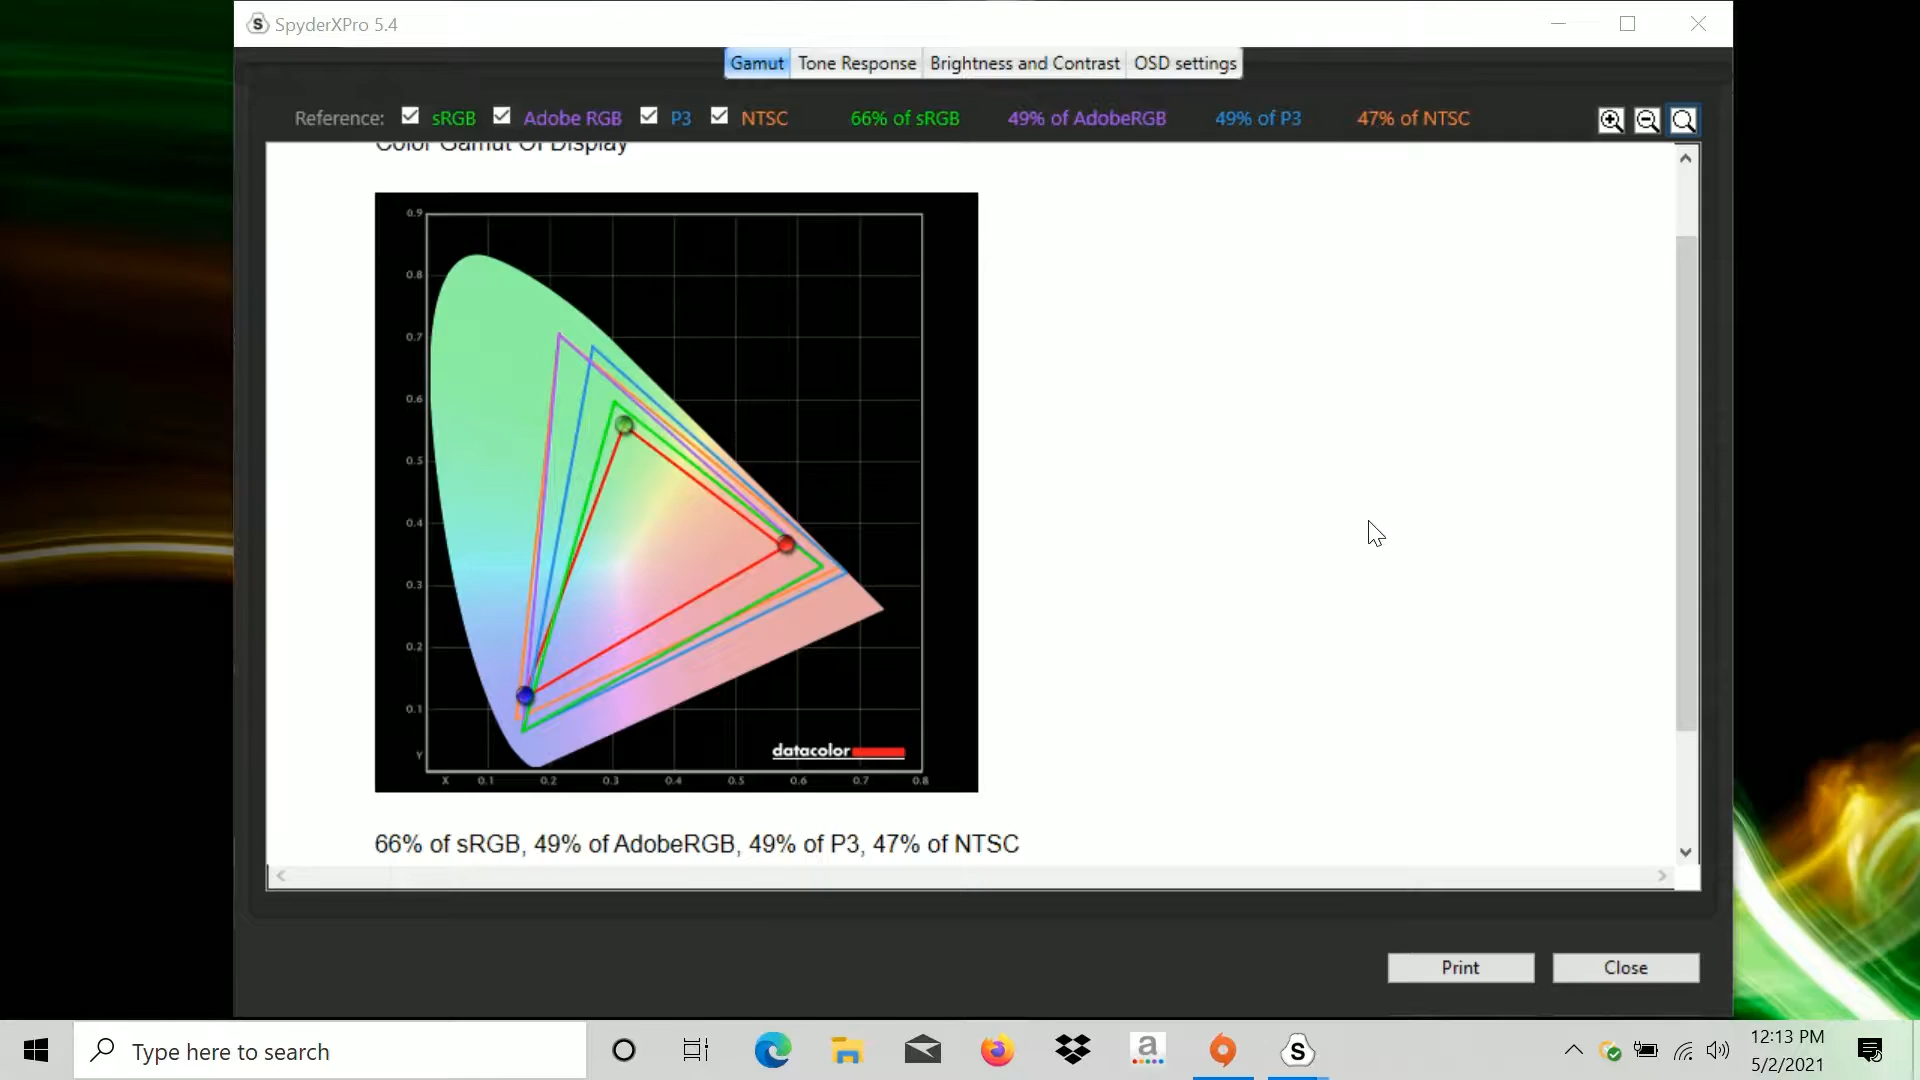 SpyderXPro 5.4
Gamut Tone Response Brightness and Contrast OSD settings
Reference: sRGB Adobe RGB P3 NTSC 66% of sRGB 49% of AdobeRGB 49% of P3 47% of NTSC
Color Gamut Of Display
0.9
0.8
0.7
0.6
0.5
0.4
0.3
0.2
0.1
Y
datacolor
X 0.1 0.2 0.3 0.4 0.5 0.6 0.7 0.8
66% of sRGB, 49% of AdobeRGB, 49% of P3, 47% of NTSC
Print Close
Type here to search
12:13 PM
5/2/2021